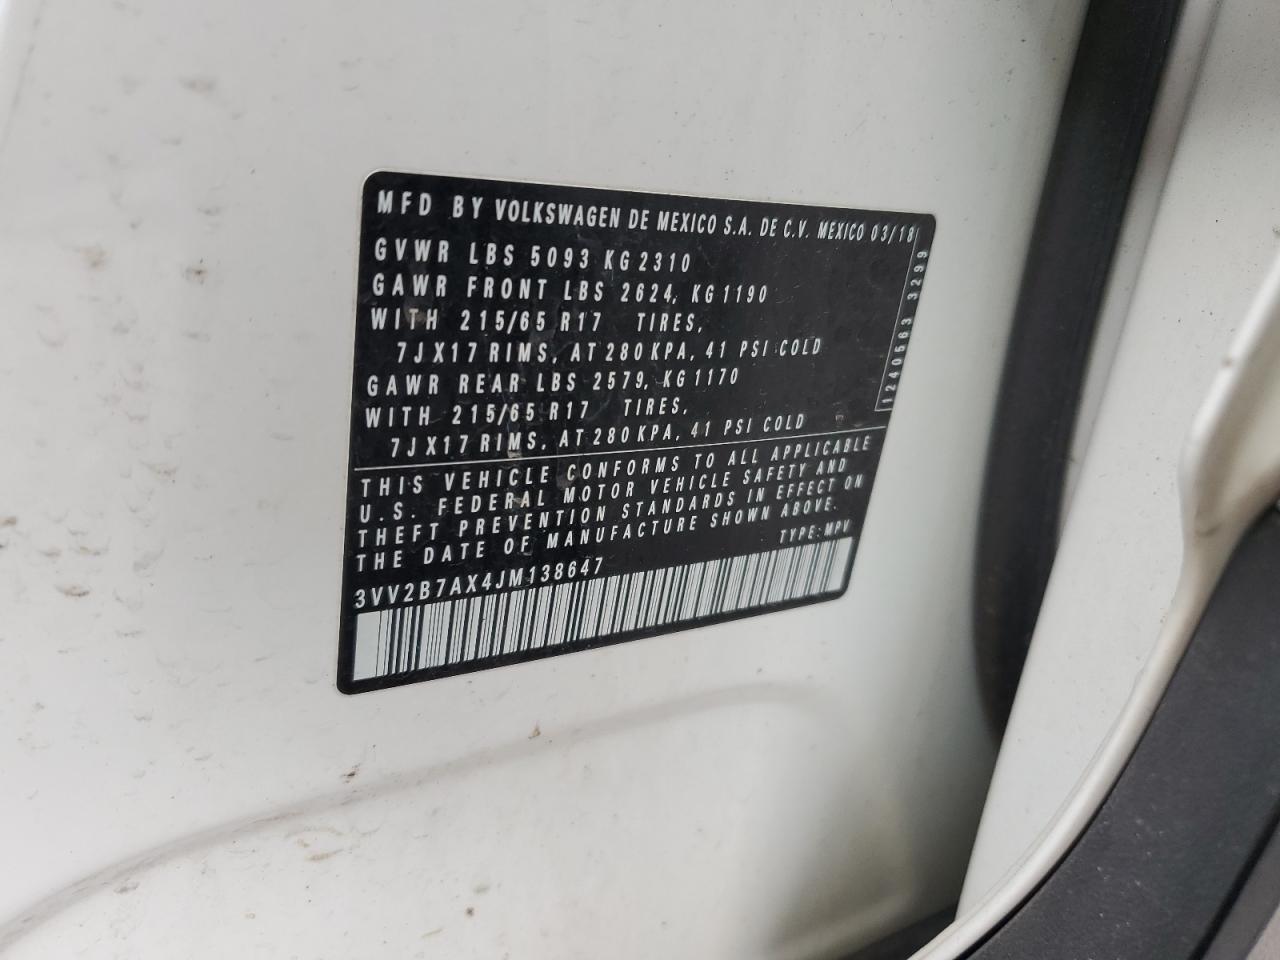 MFD BY VOLKSWAGEN DE MEXICO S.A. DE C.V. MEXICO 03/18
GVWR LBS 5093 KG 2310
GAWR FRONT LBS 2624, KG 1190
WITH 215/65 R17 TIRES,
7JX17 RIMS, AT 280 KPA, 41 PSI COLD
GAWR REAR LBS 2579, KG 1170
WITH 215/65 R17 TIRES,
7JX17 RIMS, AT 280 KPA, 41 PSI COLD
1240563 3299
THIS VEHICLE CONFORMS TO ALL APPLICABLE
U.S. FEDERAL MOTOR VEHICLE SAFETY AND
THEFT PREVENTION STANDARDS IN EFFECT ON
THE DATE OF MANUFACTURE SHOWN ABOVE.
TYPE: MPV
3VV2B7AX4JM138647